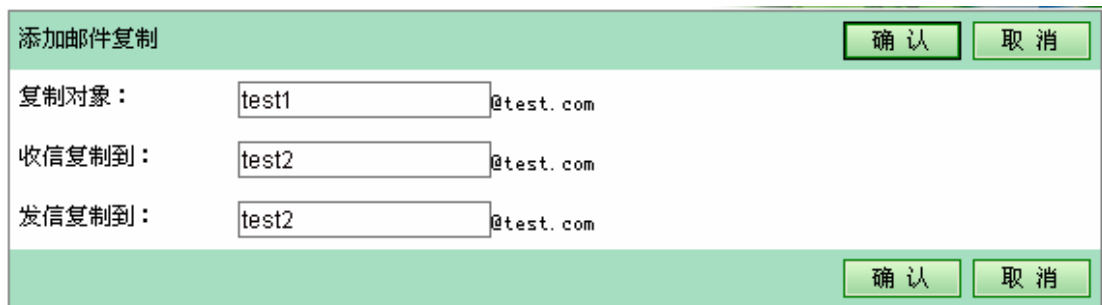 添加邮件复制 确 认 取 消
复制对象： test1@test.com
收信复制到： test2@test.com
发信复制到： test2@test.com
确 认 取 消